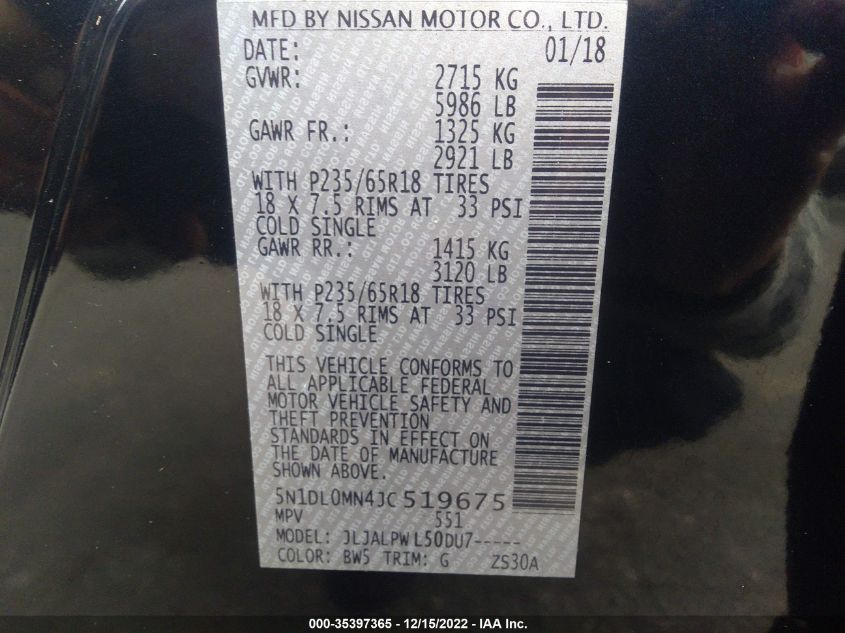 MFD BY NISSAN MOTOR CO., LTD.
DATE: 01/18
GVWR: 2715 KG
5986 LB
GAWR FR.: 1325 KG
2921 LB
WITH P235/65R18 TIRES
18 X 7.5 RIMS AT 33 PSI
COLD SINGLE
GAWR RR.: 1415 KG
3120 LB
WITH P235/65R18 TIRES
18 X 7.5 RIMS AT 33 PSI
COLD SINGLE
THIS VEHICLE CONFORMS TO
ALL APPLICABLE FEDERAL
MOTOR VEHICLE SAFETY AND
THEFT PREVENTION
STANDARDS IN EFFECT ON
THE DATE OF MANUFACTURE
SHOWN ABOVE.
5N1DL0MN4JC519675
MPV 551
MODEL: JLJALPWL50DU7-----
COLOR: BW5 TRIM: G ZS30A
000-35397365 - 12/15/2022 - IAA Inc.